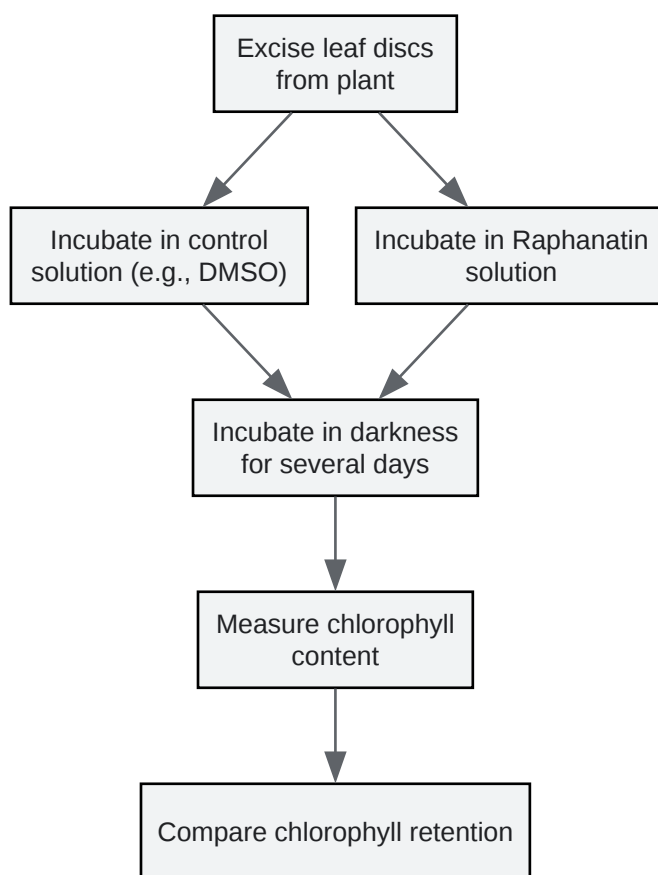 Excise leaf discs
from plant
Incubate in control
solution (e.g., DMSO)
Incubate in Raphanatin
solution
Incubate in darkness
for several days
Measure chlorophyll
content
Compare chlorophyll retention